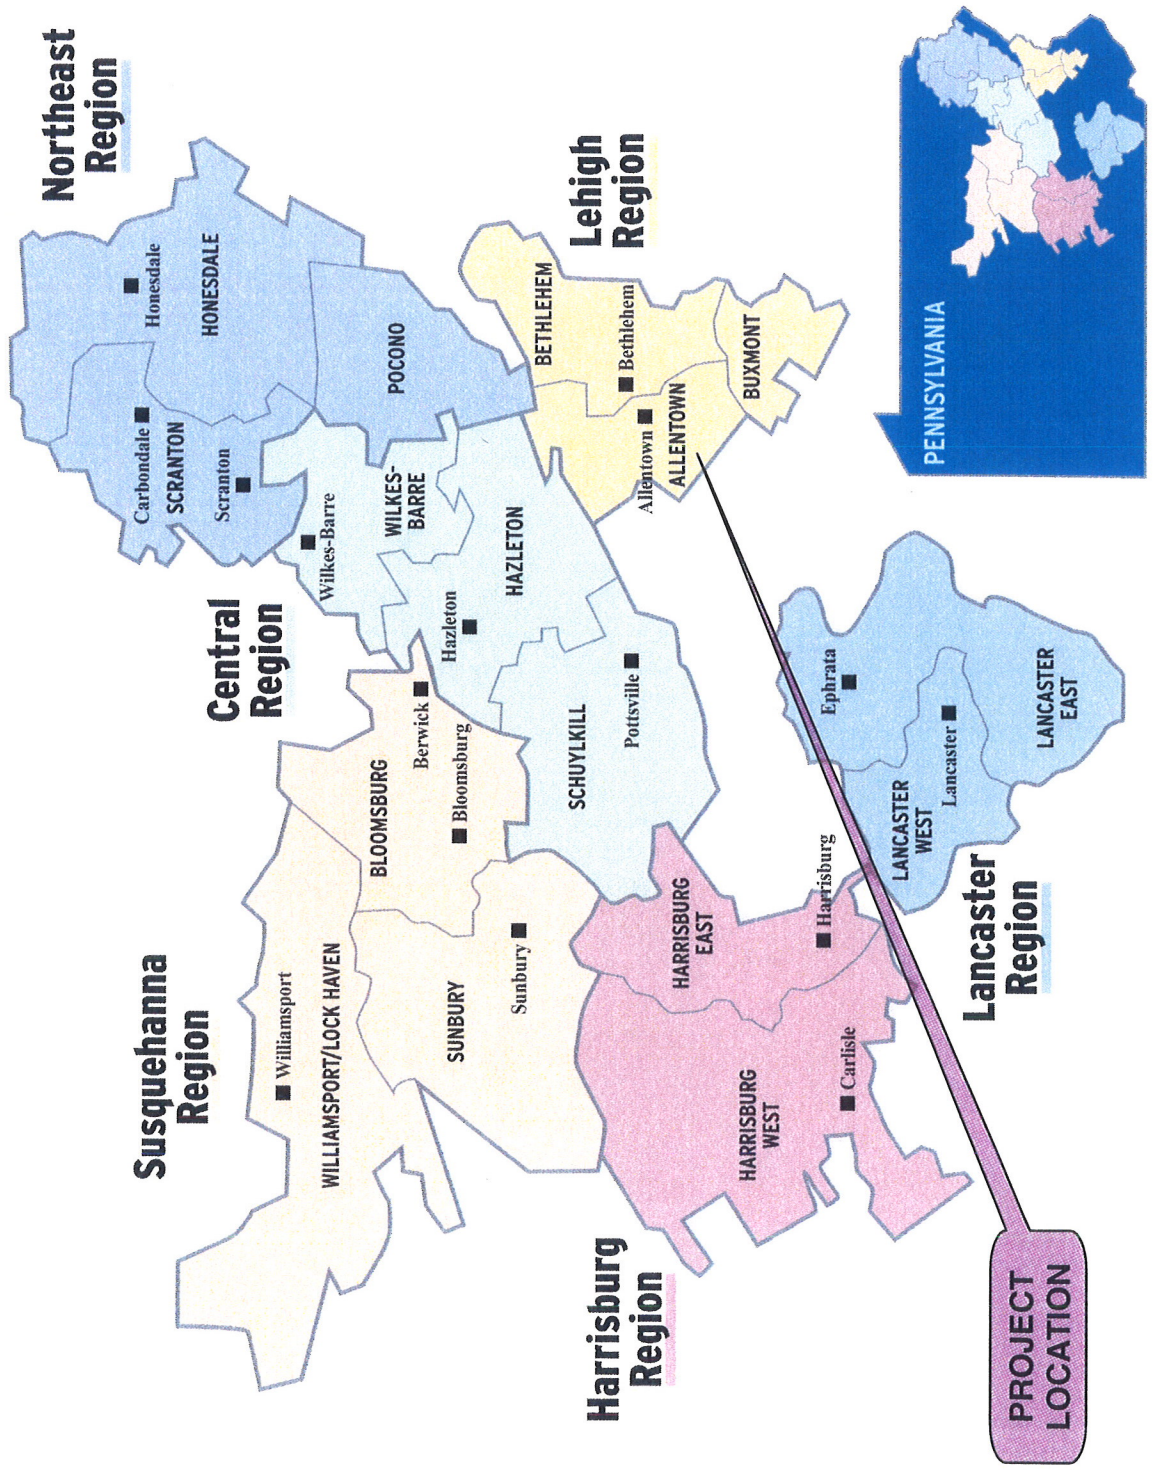 Northeast
Region
Honesdale
HONESDALE
Carbondale
SCRANTON
Scranton
POCONO
Lehigh
Region
BETHLEHEM
Bethlehem
BUXMONT
Allentown
ALLENTOWN
Central
Region
Wilkes-Barre
WILKES-
BARRE
Hazleton
HAZLETON
SCHUYLKILL
Pottsville
Susquehanna
Region
Williamsport
WILLIAMSPORT/LOCK HAVEN
BLOOMSBURG
Berwick
Bloomsburg
SUNBURY
Sunbury
Harrisburg
Region
HARRISBURG
EAST
Harrisburg
HARRISBURG
WEST
Carlisle
Lancaster
Region
Ephrata
LANCASTER
WEST
Lancaster
LANCASTER
EAST
PENNSYLVANIA
PROJECT
LOCATION